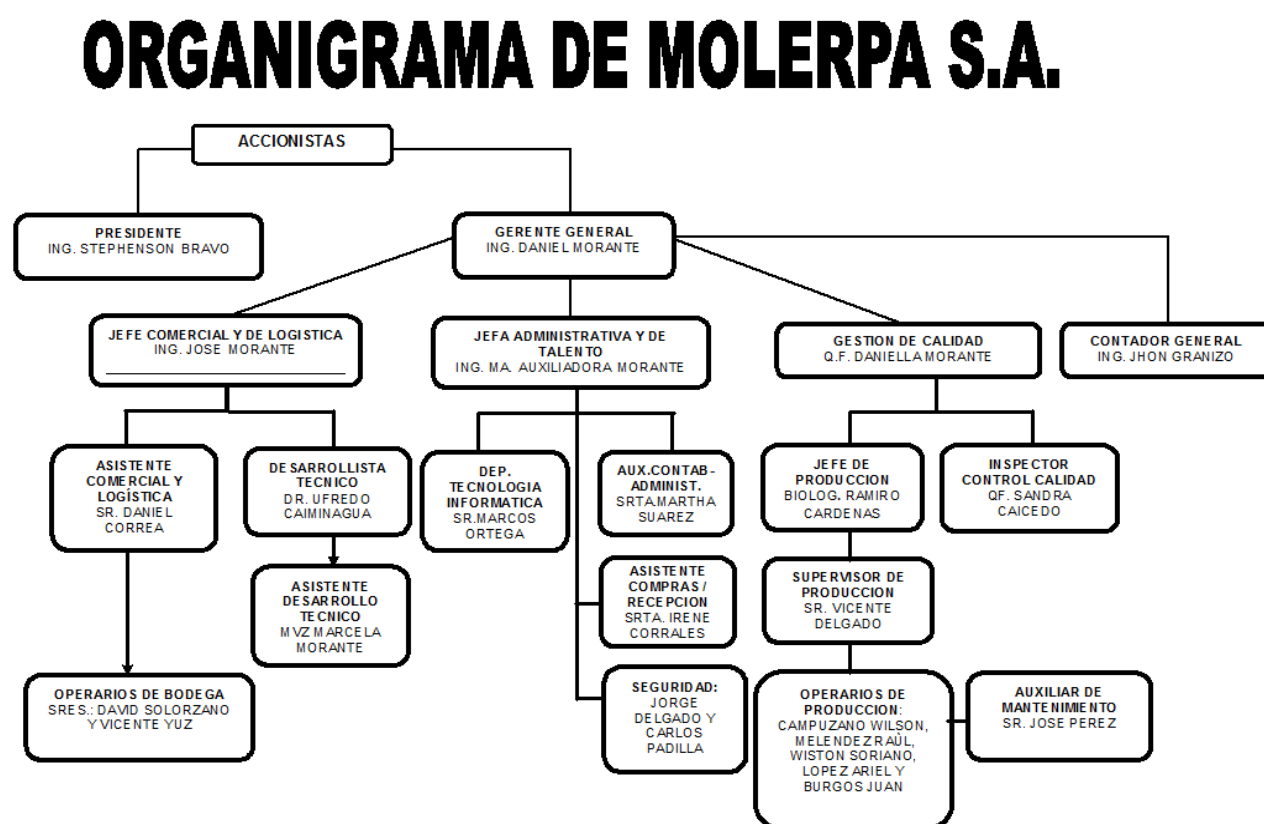 ORGANIGRAMA DE MOLERPA S.A.
ACCIONISTAS
PRESIDENTE
ING. STEPHENSON BRAVO
GERENTE GENERAL
ING. DANIEL MORANTE
JEFE COMERCIAL Y DE LOGISTICA
ING. JOSE MORANTE
JEFA ADMINISTRATIVA Y DE
TALENTO
ING. MA. AUXILIADORA MORANTE
GESTION DE CALIDAD
Q.F. DANIELLA MORANTE
CONTADOR GENERAL
ING. JHON GRANIZO
ASISTENTE
COMERCIAL Y
LOGÍSTICA
SR. DANIEL
CORREA
DESARROLLISTA
TECNICO
DR. UFREDO
CAIMINAGUA
DEP.
TECNOLOGIA
INFORMATICA
SR.MARCOS
ORTEGA
AUX.CONTAB-
ADMINIST.
SRTA.MARTHA
SUAREZ
JEFE DE
PRODUCCION
BIOLOG. RAMIRO
CARDENAS
INSPECTOR
CONTROL CALIDAD
QF. SANDRA
CAICEDO
ASISTENTE
DESARROLLO
TECNICO
MVZ MARCELA
MORANTE
ASISTENTE
COMPRAS /
RECEPCION
SRTA. IRENE
CORRALES
SUPERVISOR DE
PRODUCCION
SR. VICENTE
DELGADO
OPERARIOS DE BODEGA
SRES.: DAVID SOLORZANO
Y VICENTE YUZ
SEGURIDAD:
JORGE
DELGADO Y
CARLOS
PADILLA
OPERARIOS DE
PRODUCCION:
CAMPUZANO WILSON,
MELENDEZ RAÙL,
WISTON SORIANO,
LOPEZ ARIEL Y
BURGOS JUAN
AUXILIAR DE
MANTENIMIENTO
SR. JOSE PEREZ